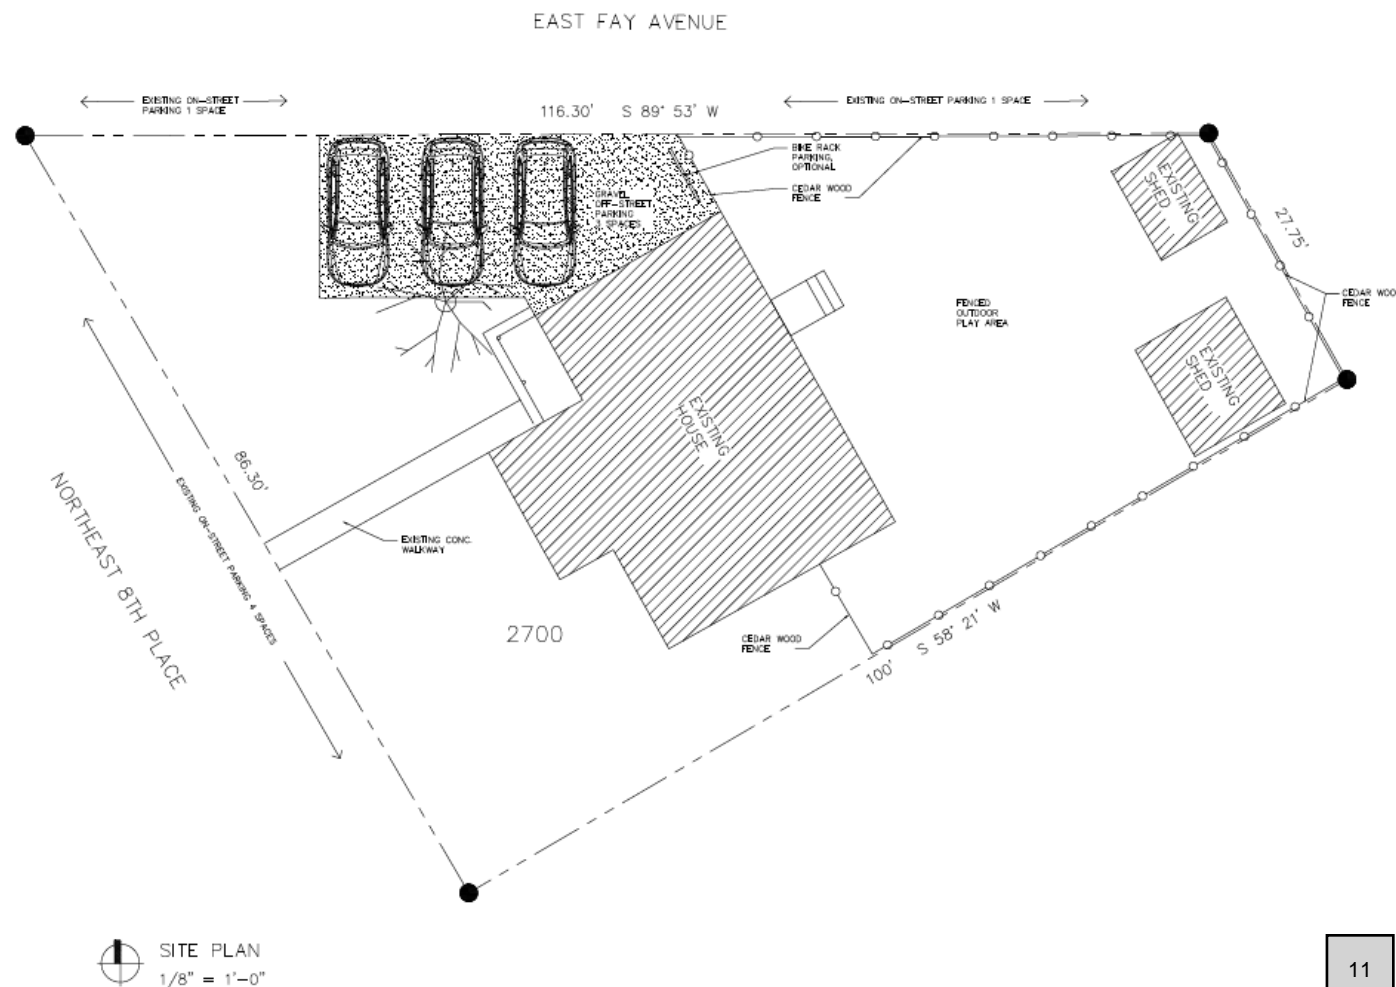 EAST FAY AVENUE
EXISTING ON-STREET
PARKING 1 SPACE
116.30' S 89° 53' W
EXISTING ON-STREET PARKING 1 SPACE
BIKE RACK
PARKING,
OPTIONAL
CEDAR WOOD
FENCE
GRAVEL
OFF-STREET
PARKING
3 SPACES
EXISTING
SHED
27.75'
CEDAR WOO
FENCE
FENCED
OUTDOOR
PLAY AREA
EXISTING
SHED
EXISTING
HOUSE
86.30'
EXISTING ON-STREET PARKING 4 SPACES
NORTHEAST 8TH PLACE
EXISTING CONC.
WALKWAY
2700
CEDAR WOOD
FENCE
100' S 58° 21' W
SITE PLAN
1/8" = 1'-0"
11